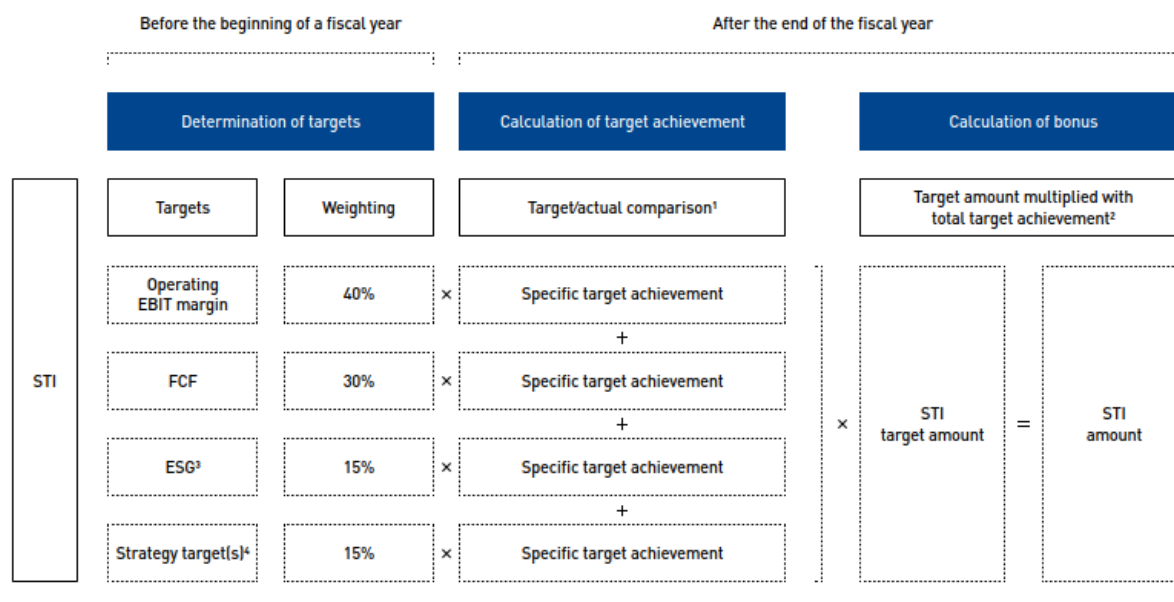 Before the beginning of a fiscal year
After the end of the fiscal year
Determination of targets
Calculation of target achievement
Calculation of bonus
Targets
Weighting
Target/actual comparison¹
Target amount multiplied with
total target achievement²
STI
Operating
EBIT margin
40%
×
Specific target achievement
+
FCF
30%
×
Specific target achievement
+
ESG³
15%
×
Specific target achievement
+
Strategy target(s)⁴
15%
×
Specific target achievement
×
STI
target amount
=
STI
amount